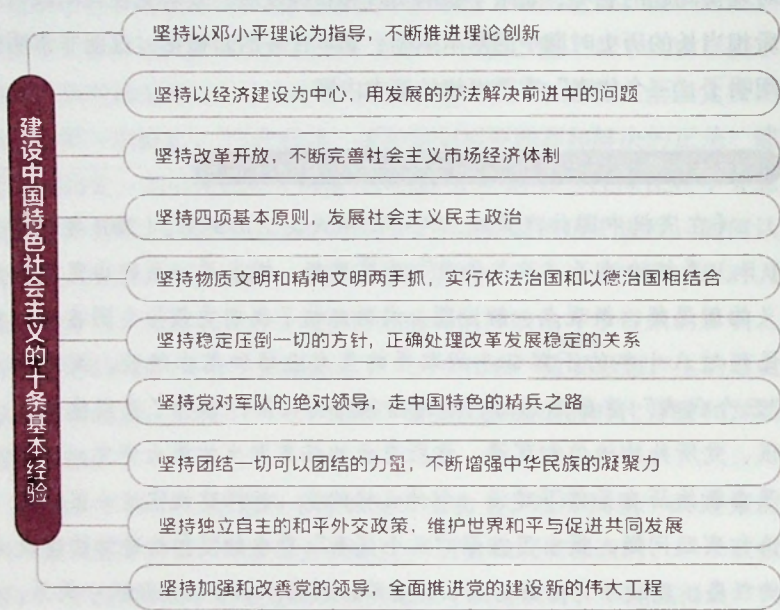 建设中国特色社会主义的十条基本经验
坚持以邓小平理论为指导，不断推进理论创新
坚持以经济建设为中心，用发展的办法解决前进中的问题
坚持改革开放，不断完善社会主义市场经济体制
坚持四项基本原则，发展社会主义民主政治
坚持物质文明和精神文明两手抓，实行依法治国和以德治国相结合
坚持稳定压倒一切的方针，正确处理改革发展稳定的关系
坚持党对军队的绝对领导，走中国特色的精兵之路
坚持团结一切可以团结的力量，不断增强中华民族的凝聚力
坚持独立自主的和平外交政策，维护世界和平与促进共同发展
坚持加强和改善党的领导，全面推进党的建设新的伟大工程